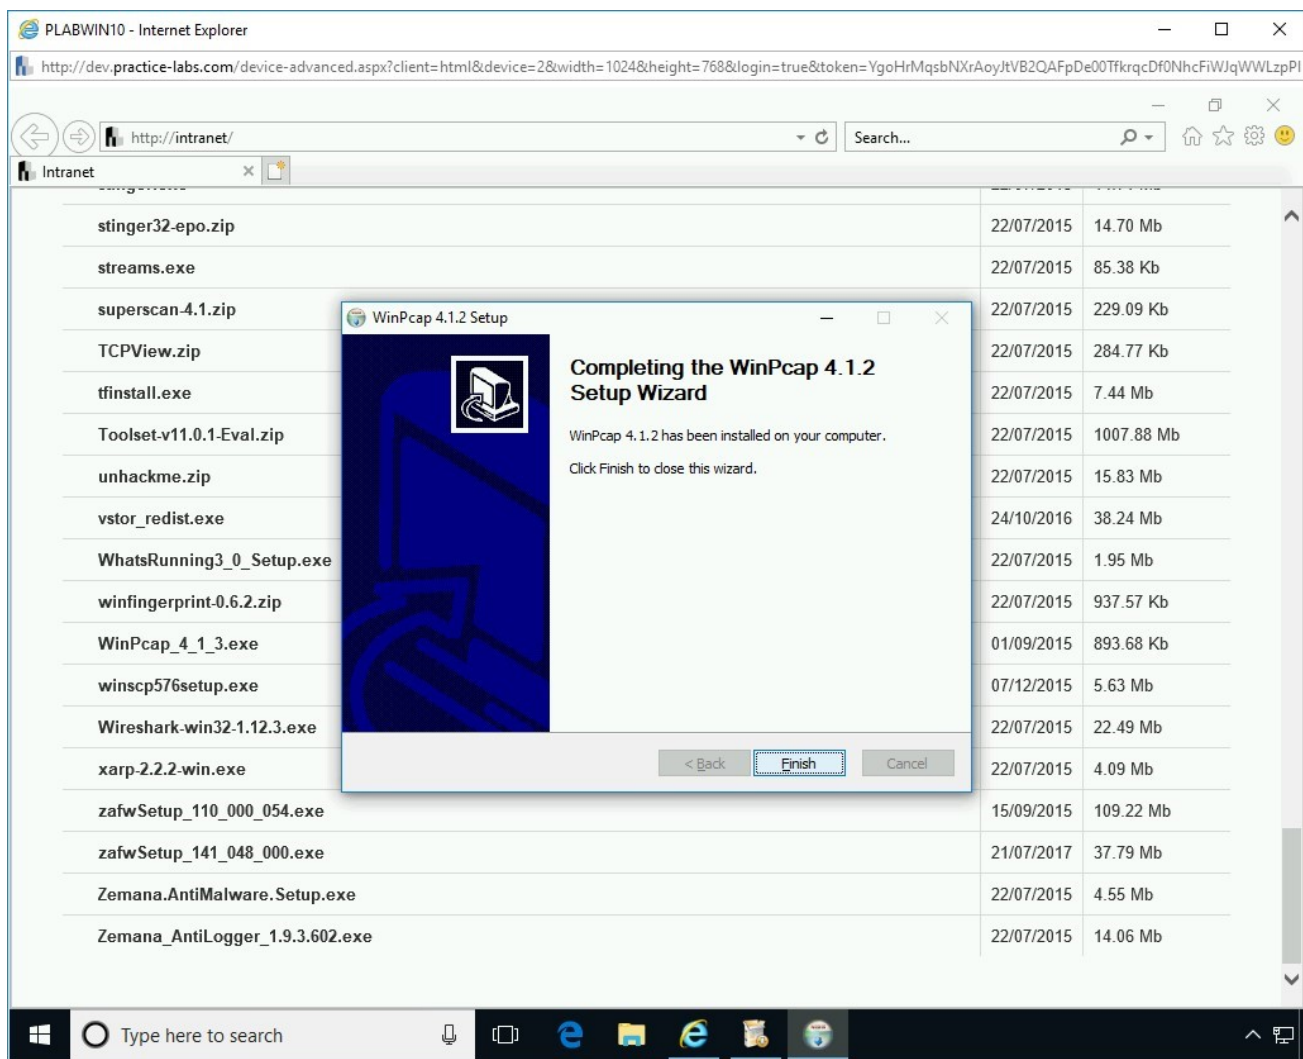 PLABWIN10 - Internet Explorer
http://dev.practice-labs.com/device-advanced.aspx?client=html&device=2&width=1024&height=768&login=true&token=YgoHrMqsbNXrAoyJtVB2QAFpDe00TfkrqcDf0NhcFiWJqWWLzpPl
http://intranet/ Search...
Intranet
stinger32-epo.zip 22/07/2015 14.70 Mb
streams.exe 22/07/2015 85.38 Kb
superscan-4.1.zip 22/07/2015 229.09 Kb
TCPView.zip 22/07/2015 284.77 Kb
tfinstall.exe 22/07/2015 7.44 Mb
Toolset-v11.0.1-Eval.zip 22/07/2015 1007.88 Mb
unhackme.zip 22/07/2015 15.83 Mb
vstor_redist.exe 24/10/2016 38.24 Mb
WhatsRunning3_0_Setup.exe 22/07/2015 1.95 Mb
winfingerprint-0.6.2.zip 22/07/2015 937.57 Kb
WinPcap_4_1_3.exe 01/09/2015 893.68 Kb
winscp576setup.exe 07/12/2015 5.63 Mb
Wireshark-win32-1.12.3.exe 22/07/2015 22.49 Mb
xarp-2.2.2-win.exe 22/07/2015 4.09 Mb
zafwSetup_110_000_054.exe 15/09/2015 109.22 Mb
zafwSetup_141_048_000.exe 21/07/2017 37.79 Mb
Zemana.AntiMalware.Setup.exe 22/07/2015 4.55 Mb
Zemana_AntiLogger_1.9.3.602.exe 22/07/2015 14.06 Mb
WinPcap 4.1.2 Setup
Completing the WinPcap 4.1.2
Setup Wizard
WinPcap 4.1.2 has been installed on your computer.
Click Finish to close this wizard.
< Back Finish Cancel
Type here to search